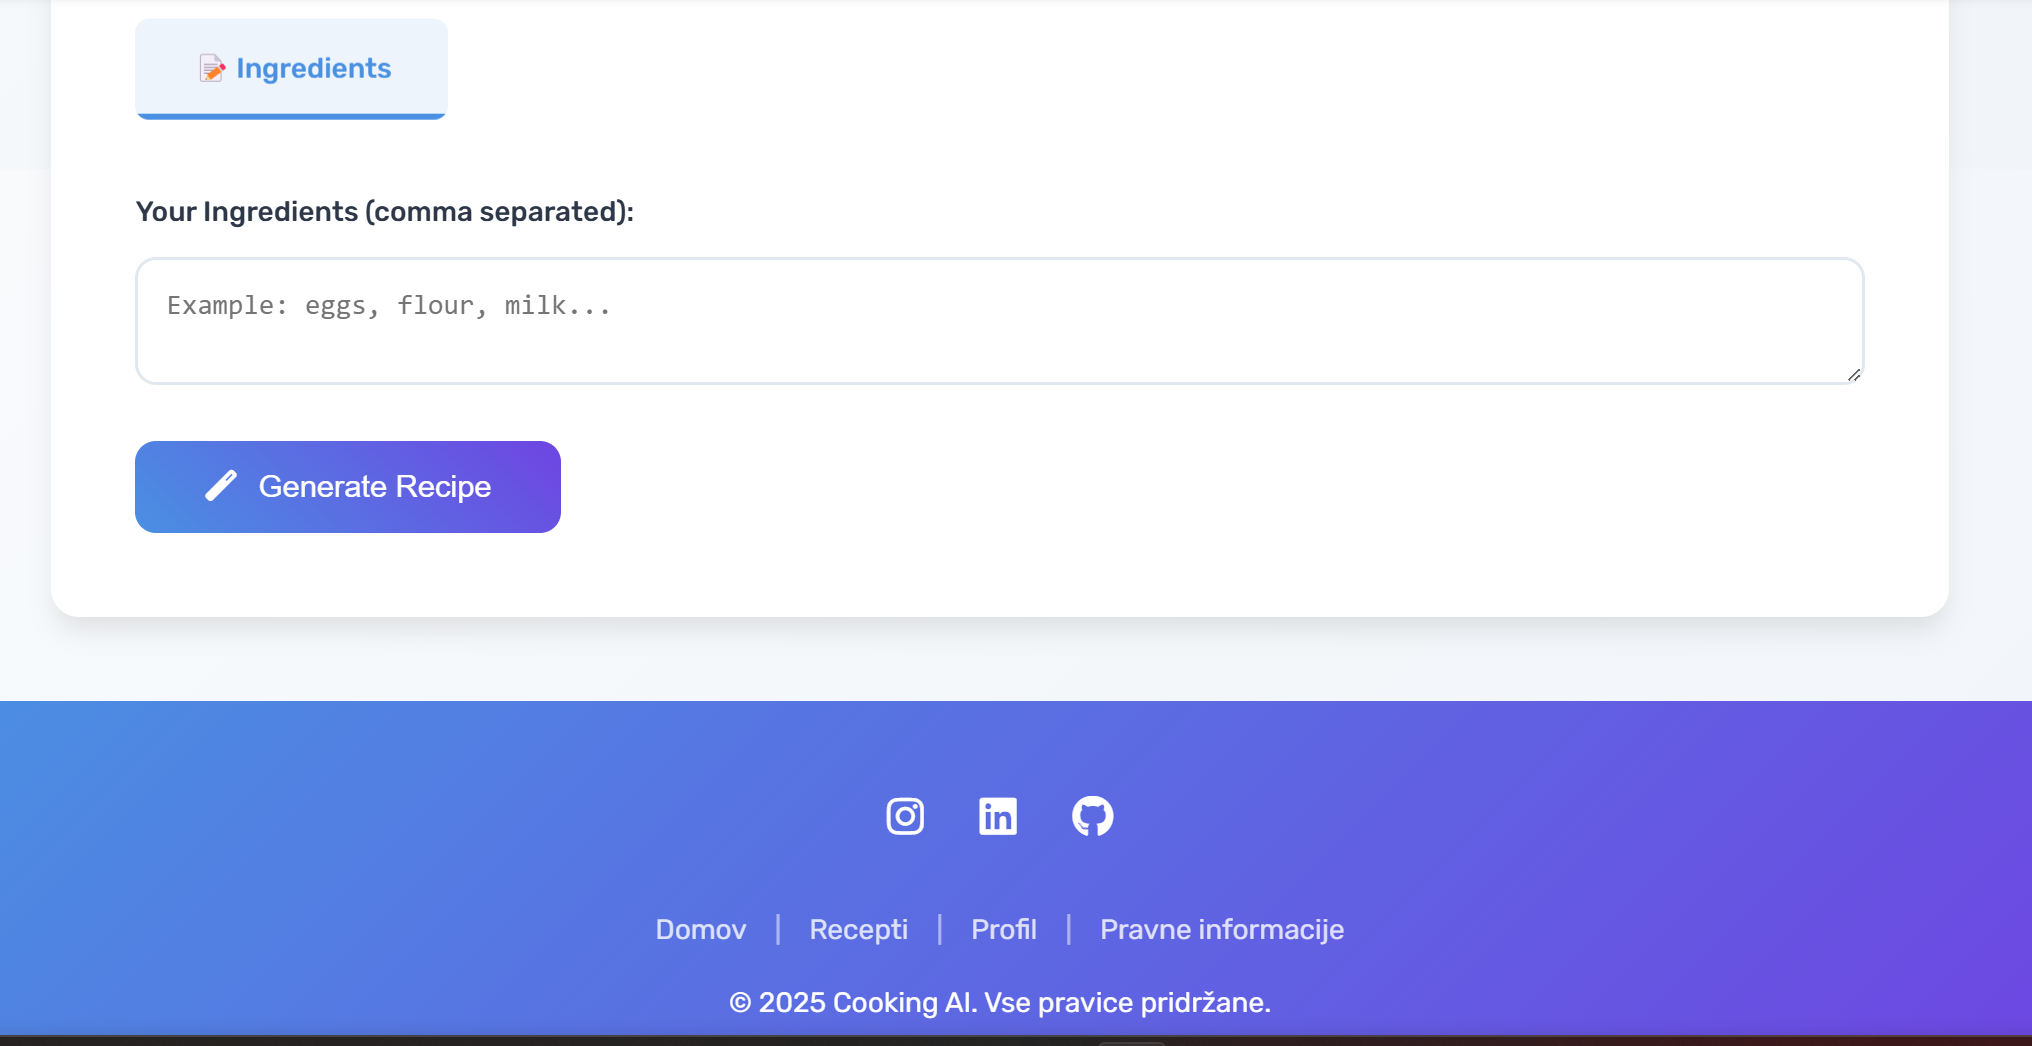 Ingredients
Your Ingredients (comma separated):
Example: eggs, flour, milk...
Generate Recipe
Domov | Recepti | Profil | Pravne informacije
© 2025 Cooking AI. Vse pravice pridržane.